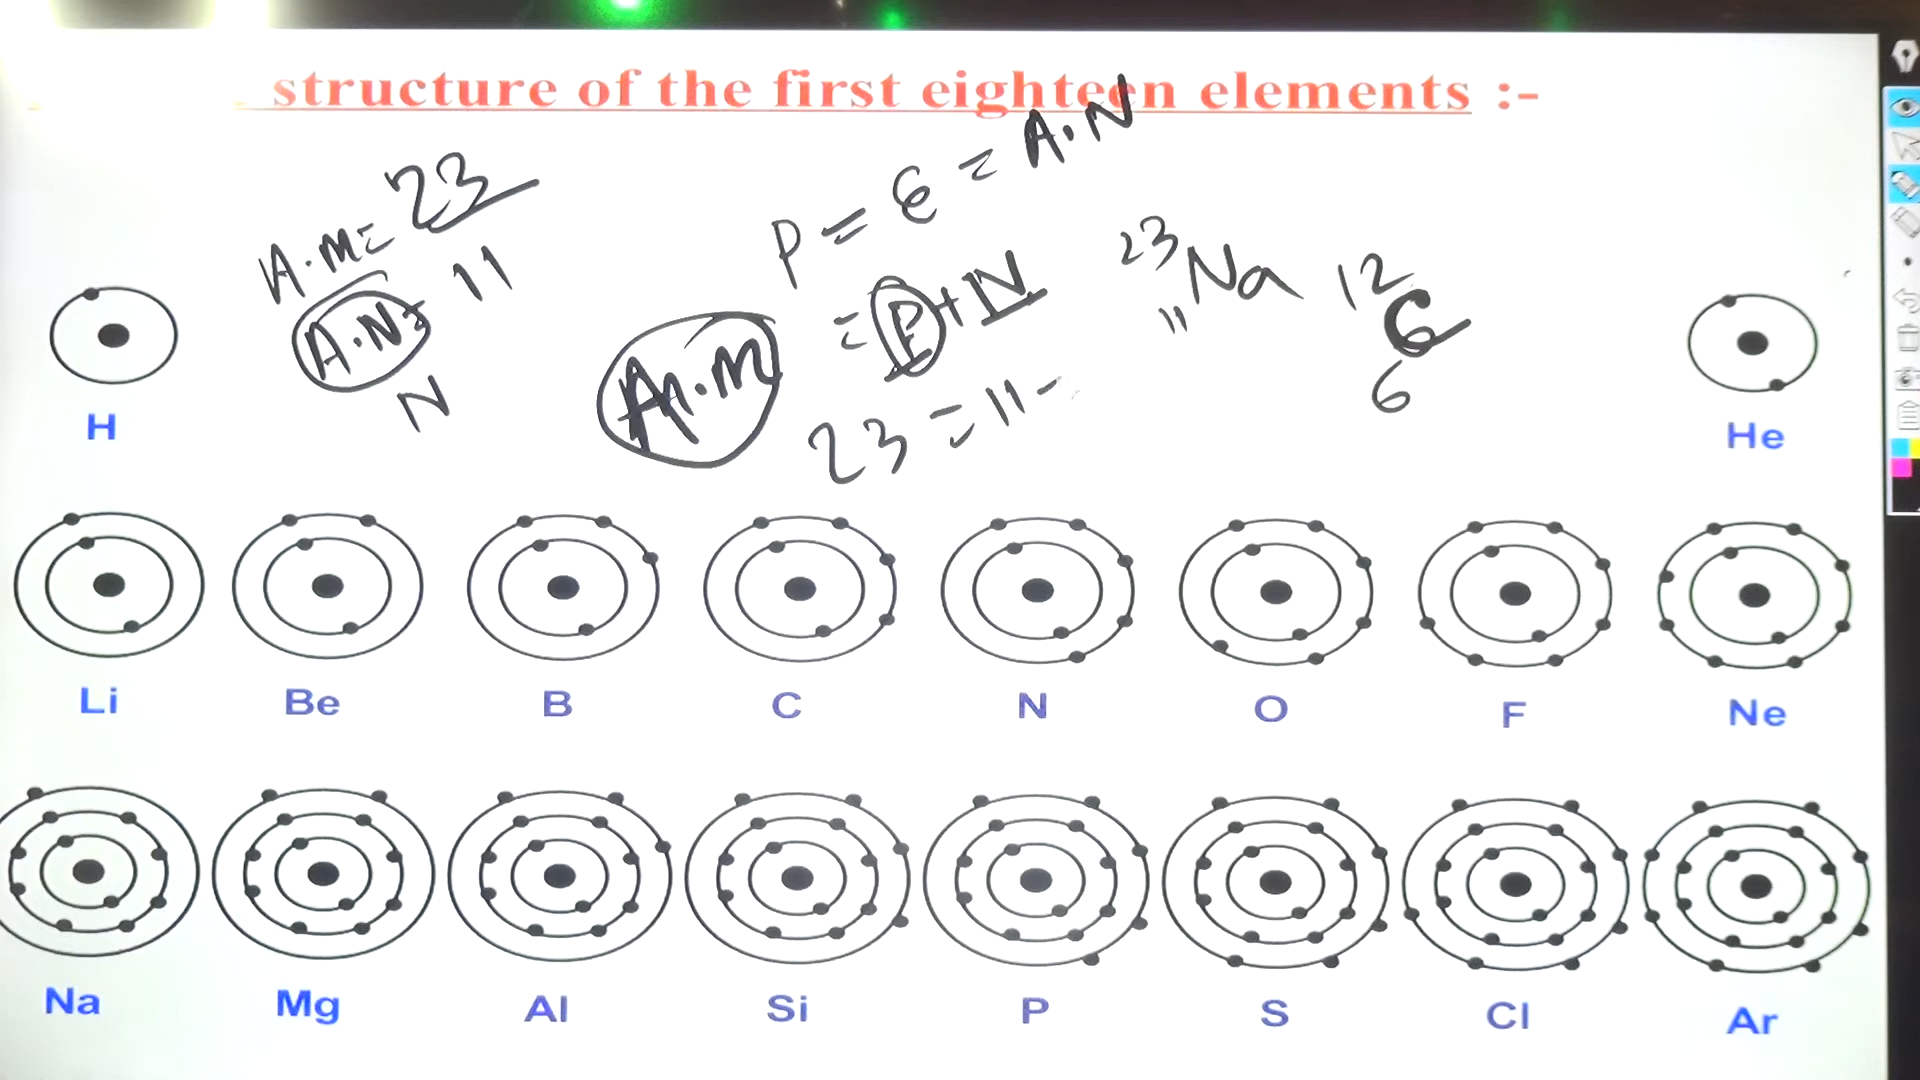 structure of the first eighteen elements :-
A.M = 23
A.N = 11
N
P = e = A.N
A.M = P + N
23 = 11 -
23
Na
11
12
C
6
H
He
Li Be B C N O F Ne
Na Mg Al Si P S Cl Ar